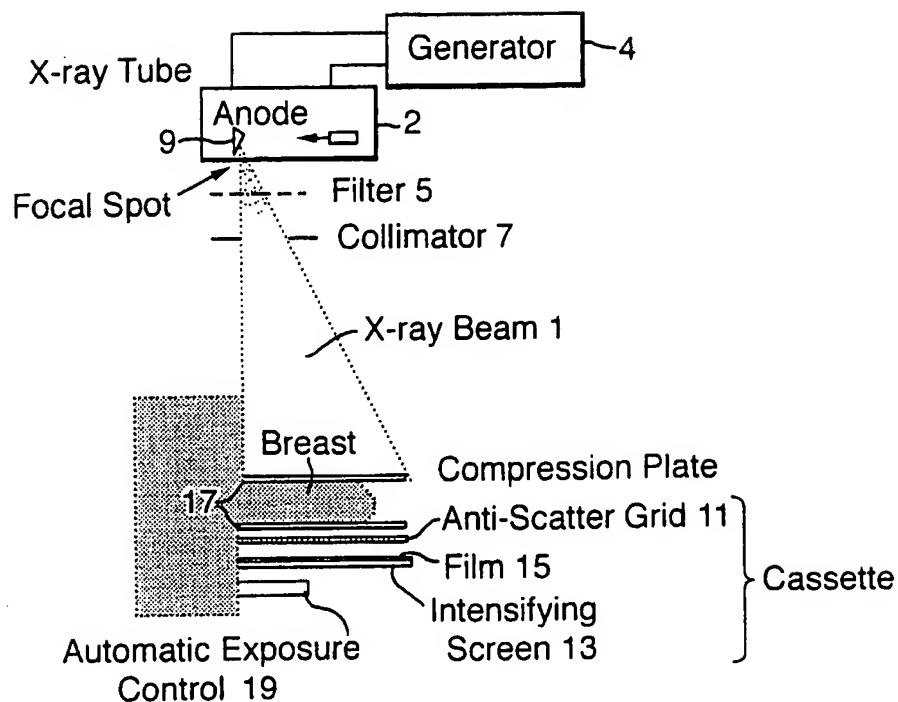 Generator
4
X-ray Tube
Anode
2
9
Focal Spot
Filter 5
Collimator 7
X-ray Beam 1
Breast
Compression Plate
17
Anti-Scatter Grid 11
Film 15
Cassette
Intensifying
Screen 13
Automatic Exposure
Control 19